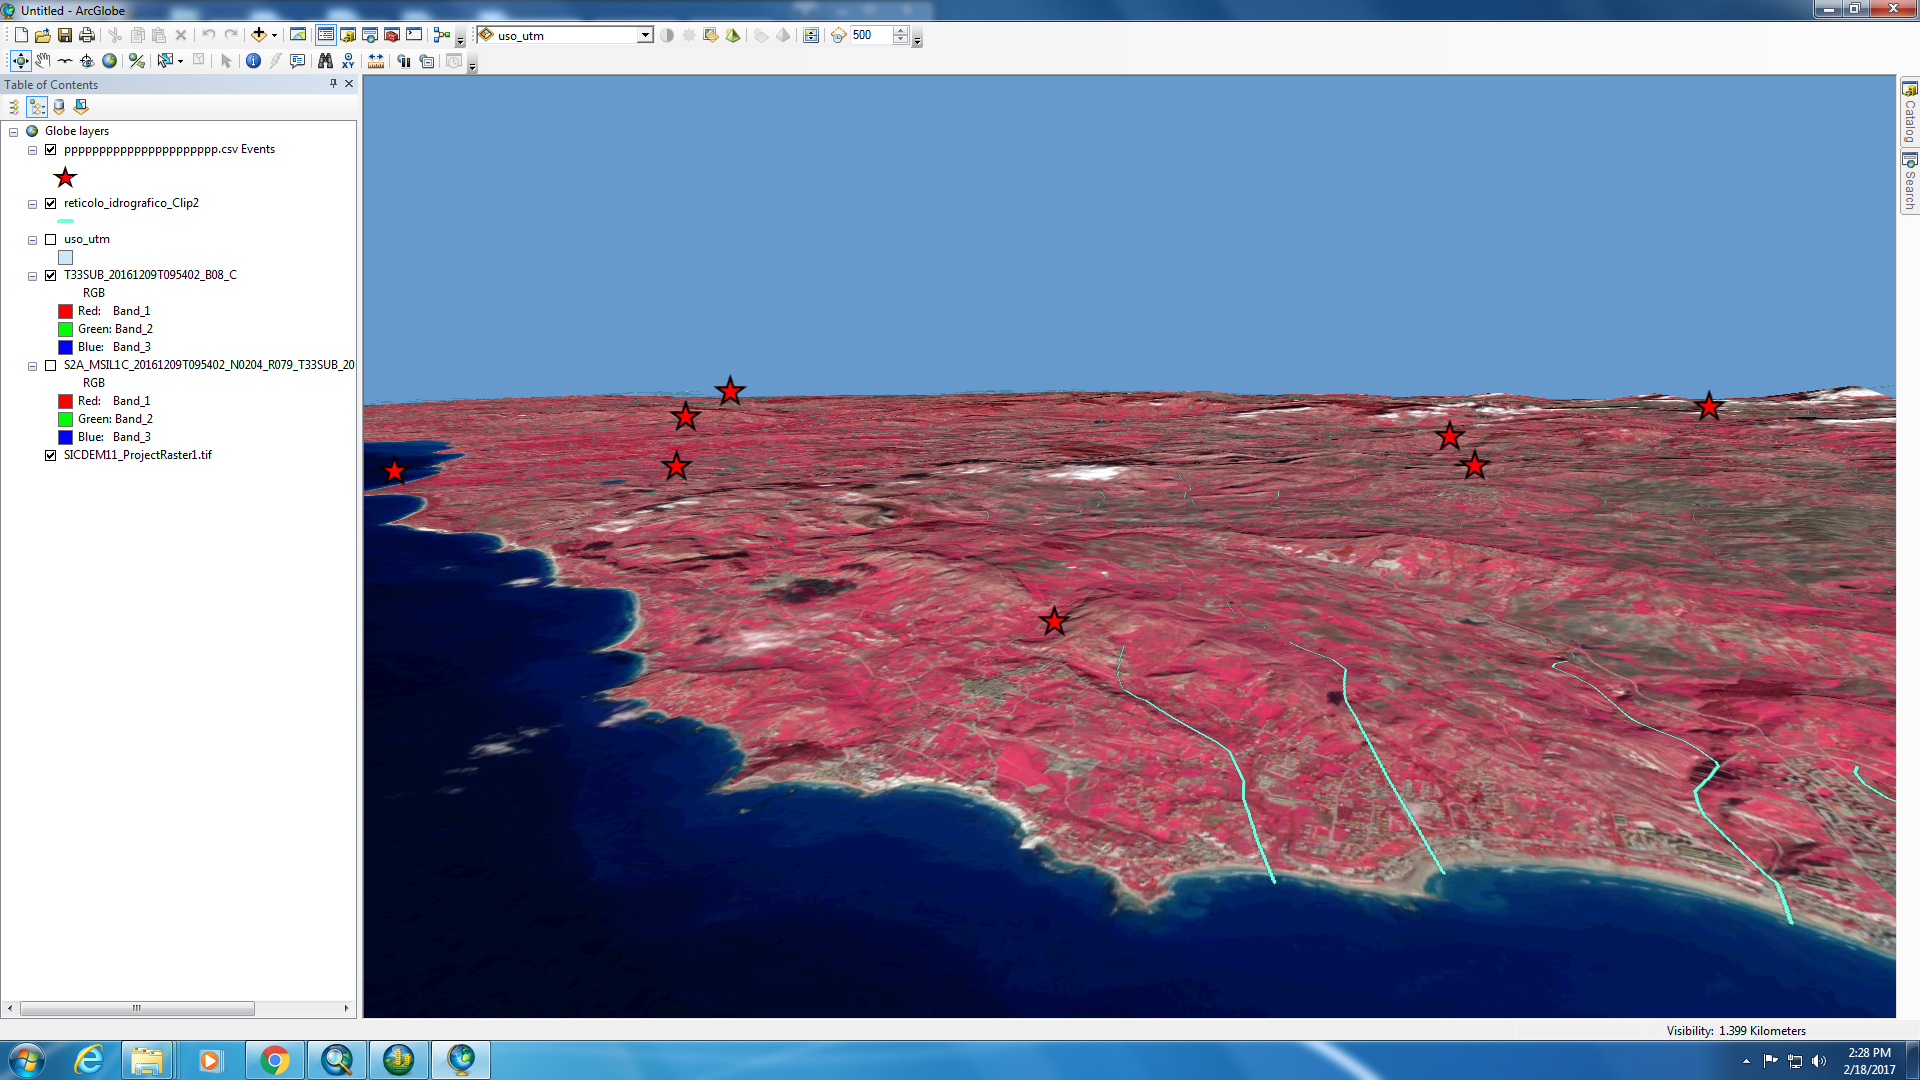 Untitled - ArcGlobe
uso_utm
500
Table of Contents
Globe layers
pppppppppppppppppppppp.csv Events
reticolo_idrografico_Clip2
uso_utm
T33SUB_20161209T095402_B08_C
RGB
Red: Band_1
Green: Band_2
Blue: Band_3
S2A_MSIL1C_20161209T095402_N0204_R079_T33SUB_20
RGB
Red: Band_1
Green: Band_2
Blue: Band_3
SICDEM11_ProjectRaster1.tif
Catalog
Search
Visibility: 1.399 Kilometers
2:28 PM
2/18/2017